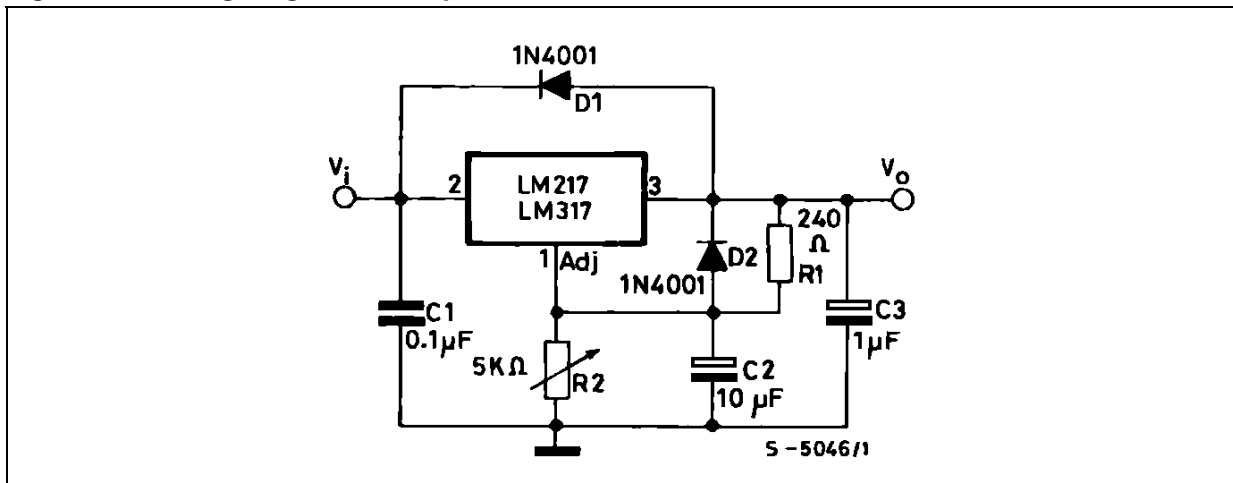 1N4001
D1
Vi
2
LM217
LM317
3
Vo
1 Adj
D2
1N4001
240
Ω
R1
C1
0.1µF
C3
1µF
5KΩ
R2
C2
10 µF
S-5046/1